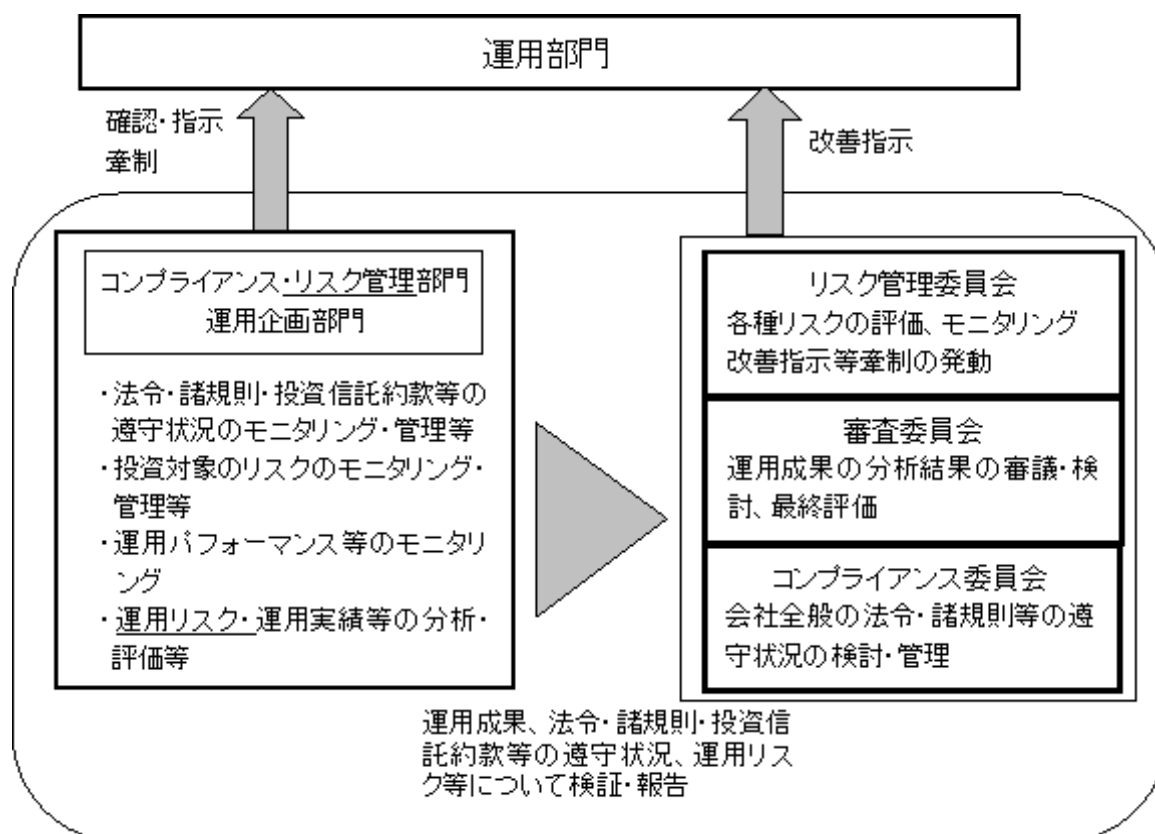 運用部門
確認・指示
牽制
改善指示
コンプライアンス・リスク管理部門
運用企画部門
・法令・諸規則・投資信託約款等の
遵守状況のモニタリング・管理等
・投資対象のリスクのモニタリング・
管理等
・運用パフォーマンス等のモニタリ
ング
・運用リスク・運用実績等の分析・
評価等
リスク管理委員会
各種リスクの評価、モニタリング
改善指示等牽制の発動
審査委員会
運用成果の分析結果の審議・検
討、最終評価
コンプライアンス委員会
会社全般の法令・諸規則等の遵
守状況の検討・管理
運用成果、法令・諸規則・投資信
託約款等の遵守状況、運用リス
ク等について検証・報告